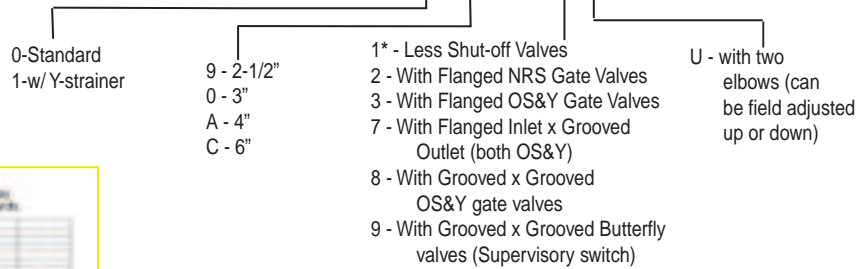 0-Standard
1-w/ Y-strainer
9 - 2-1/2”
0 - 3”
A - 4”
C - 6”
1* - Less Shut-off Valves
2 - With Flanged NRS Gate Valves
3 - With Flanged OS&Y Gate Valves
7 - With Flanged Inlet x Grooved
Outlet (both OS&Y)
8 - With Grooved x Grooved
OS&Y gate valves
9 - With Grooved x Grooved Butterfly
valves (Supervisory switch)
U - with two
elbows (can
be field adjusted
up or down)